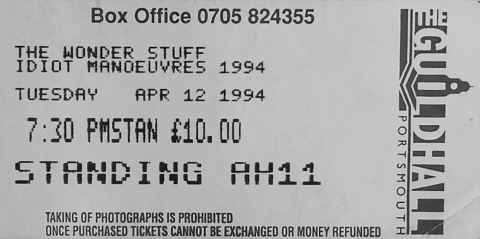 Box Office 0705 824355
THE WONDER STUFF
IDIOT MANOEUVRES 1994
TUESDAY APR 12 1994
7:30 PMSTAN £10.00
STANDING AH11
TAKING OF PHOTOGRAPHS IS PROHIBITED
ONCE PURCHASED TICKETS CANNOT BE EXCHANGED OR MONEY REFUNDED
THE GUILDHALL
PORTSMOUTH